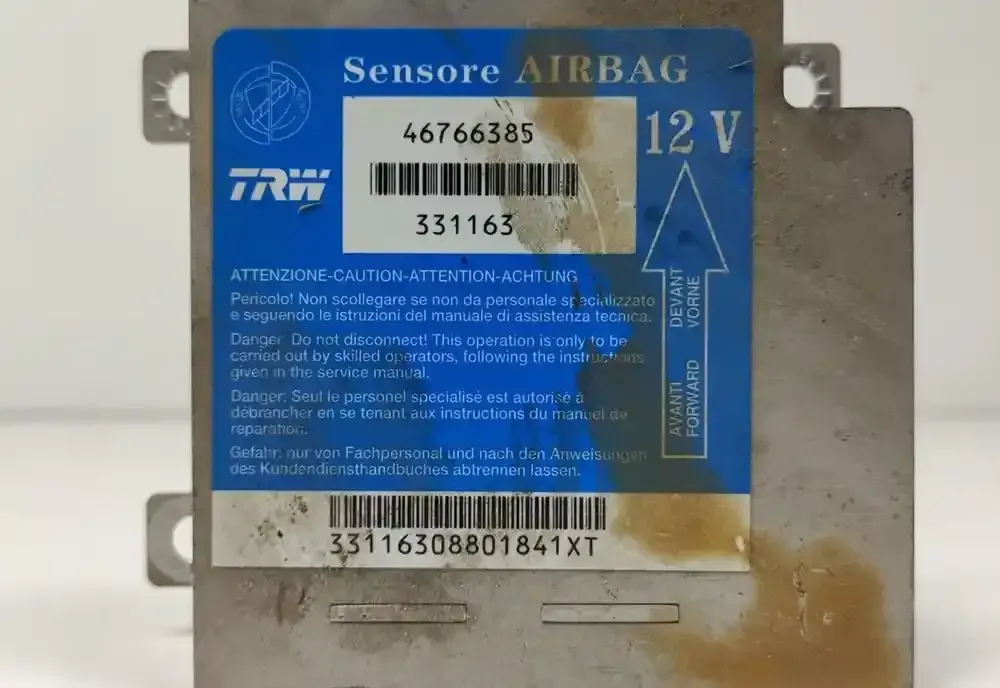 Sensore AIRBAG
46766385
12 V
TRW
331163
ATTENZIONE-CAUTION-ATTENTION-ACHTUNG
Pericolo! Non scollegare se non da personale specializzato
e seguendo le istruzioni del manuale di assistenza tecnica.
Danger. Do not disconnect! This operation is only to be
carried out by skilled operators, following the instructions
given in the service manual.
Danger. Seul le personel specialisé est autorisé à
débrancher en se tenant aux instructions du manuel de
reparation.
Gefahr: nur von Fachpersonal und nach den Anweisungen
des Kundendiensthandbuches abtrennen lassen.
DEVANT
VORNE
AVANTI
FORWARD
33116308801841XT